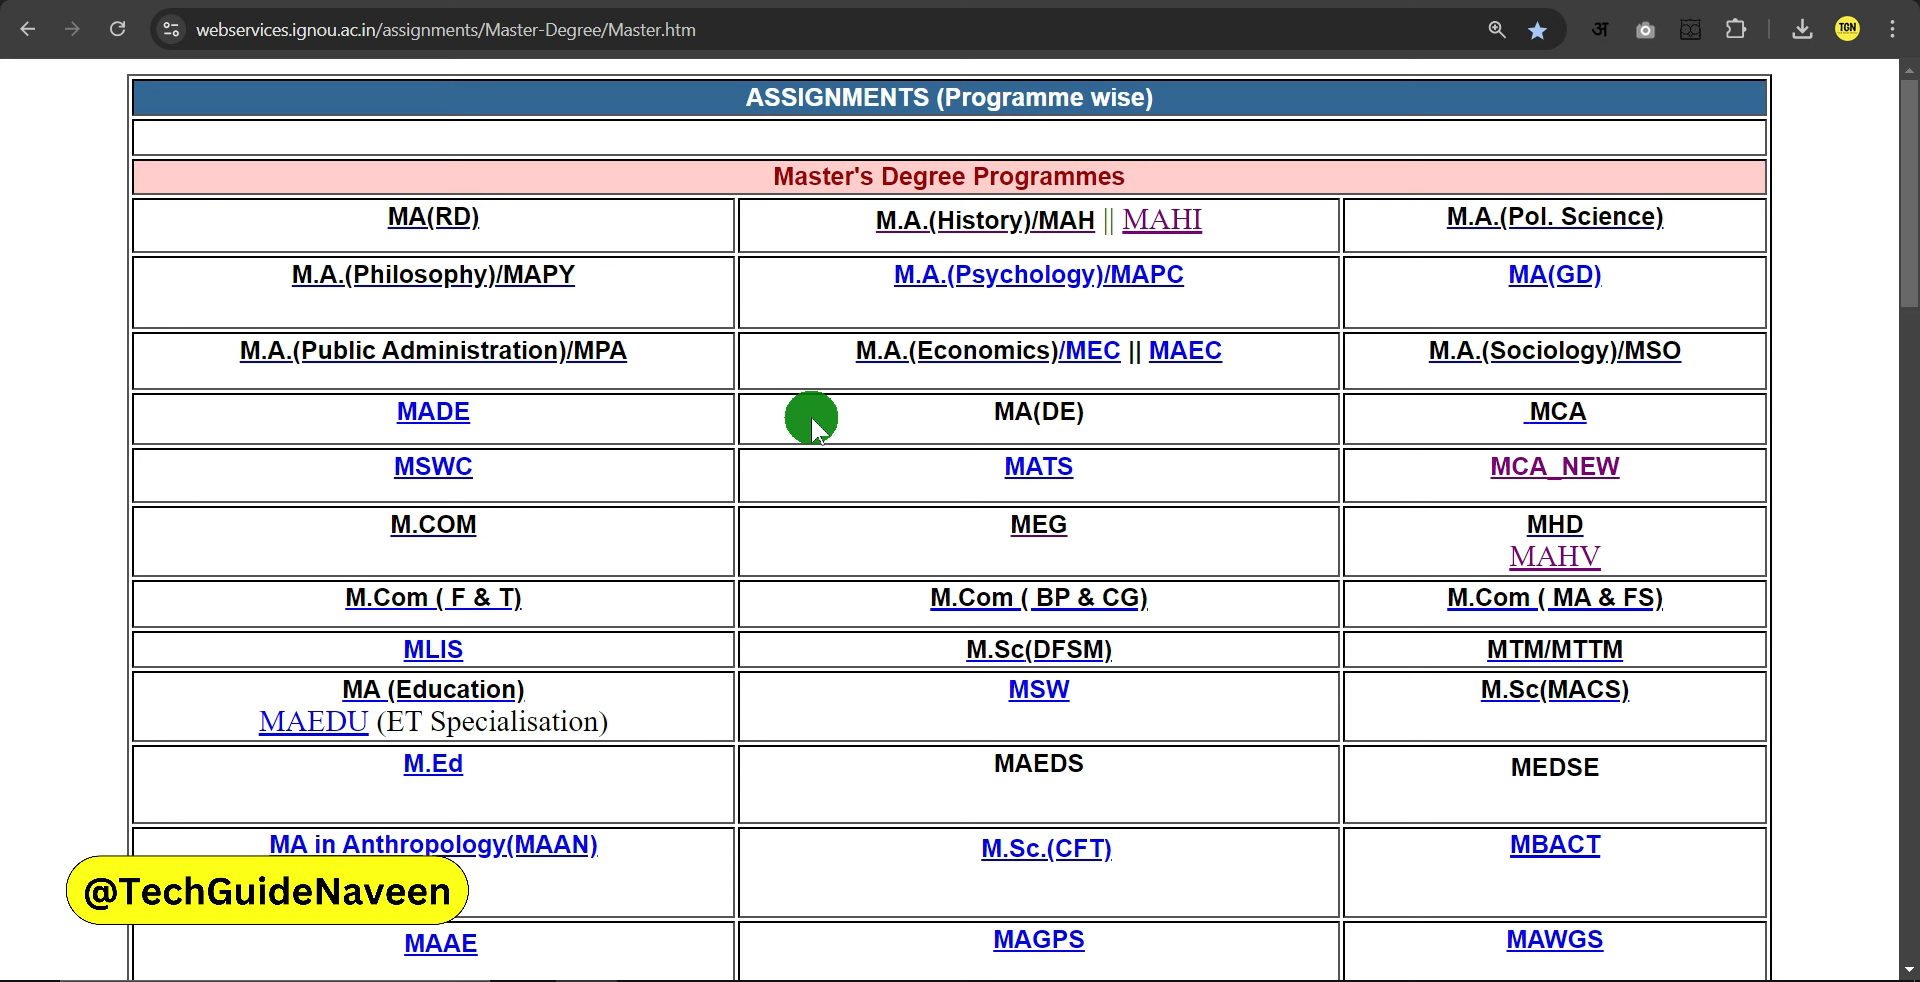 webservices.ignou.ac.in/assignments/Master-Degree/Master.htm
अ
TGN
ASSIGNMENTS (Programme wise)
Master's Degree Programmes
MA(RD)
M.A.(History)/MAH || MAHI
M.A.(Pol. Science)
M.A.(Philosophy)/MAPY
M.A.(Psychology)/MAPC
MA(GD)
M.A.(Public Administration)/MPA
M.A.(Economics)/MEC || MAEC
M.A.(Sociology)/MSO
MADE
MA(DE)
MCA
MSWC
MATS
MCA_NEW
M.COM
MEG
MHD
MAHV
M.Com ( F & T)
M.Com ( BP & CG)
M.Com ( MA & FS)
MLIS
M.Sc(DFSM)
MTM/MTTM
MA (Education)
MAEDU (ET Specialisation)
MSW
M.Sc(MACS)
M.Ed
MAEDS
MEDSE
MA in Anthropology(MAAN)
M.Sc.(CFT)
MBACT
@TechGuideNaveen
MAAE
MAGPS
MAWGS